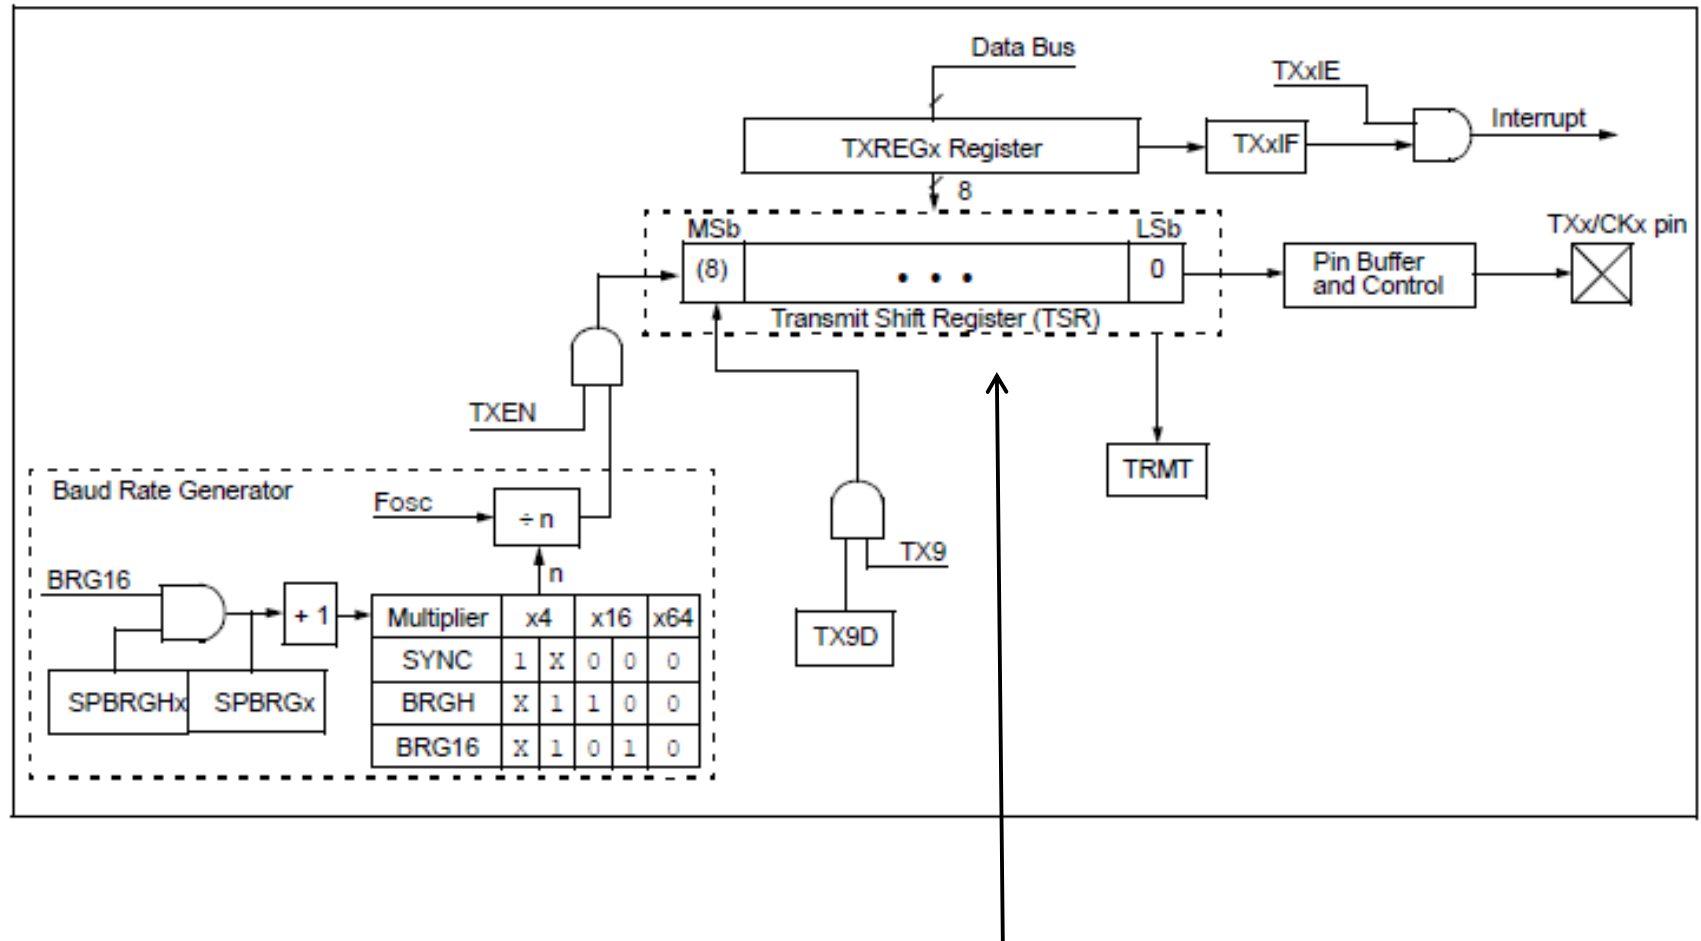 Data Bus
TXxIE
Interrupt
TXREGx Register
TXxIF
8
MSb
LSb
TXx/CKx pin
(8)
• • •
0
Pin Buffer
and Control
Transmit Shift Register (TSR)
TXEN
TRMT
Baud Rate Generator
Fosc
÷ n
TX9
n
BRG16
+ 1
Multiplier x4 x16 x64
SYNC 1 X 0 0 0
BRGH X 1 1 0 0
BRG16 X 1 0 1 0
SPBRGHx SPBRGx
TX9D